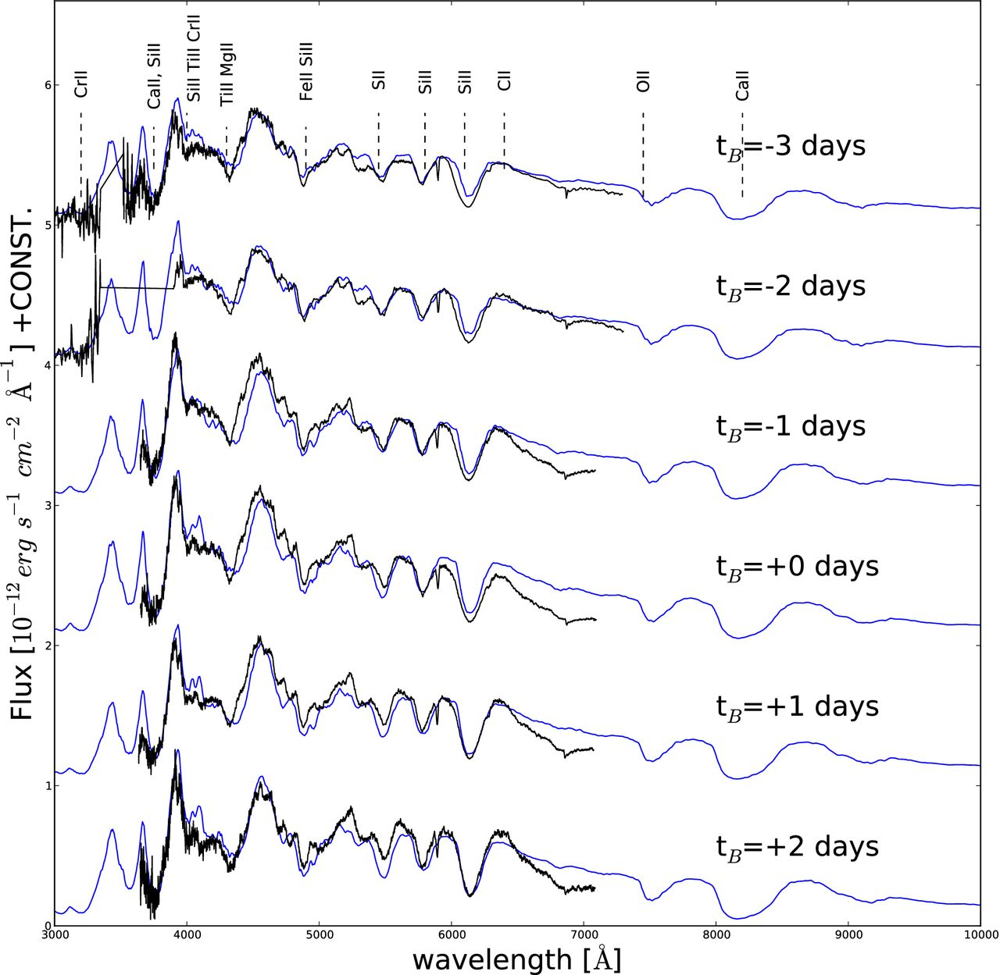 CrII
CaII, SiII
SiII TiII CrII
TiII MgII
FeII SiII
SII
SiII
SiII
CII
OII
CaII
6
5
4
3
2
1
0
t_B=-3 days
t_B=-2 days
t_B=-1 days
t_B=+0 days
t_B=+1 days
t_B=+2 days
Flux [10^{-12} erg s^{-1} cm^{-2} Å^{-1}] +CONST.
3000 4000 5000 6000 7000 8000 9000 10000
wavelength [Å]